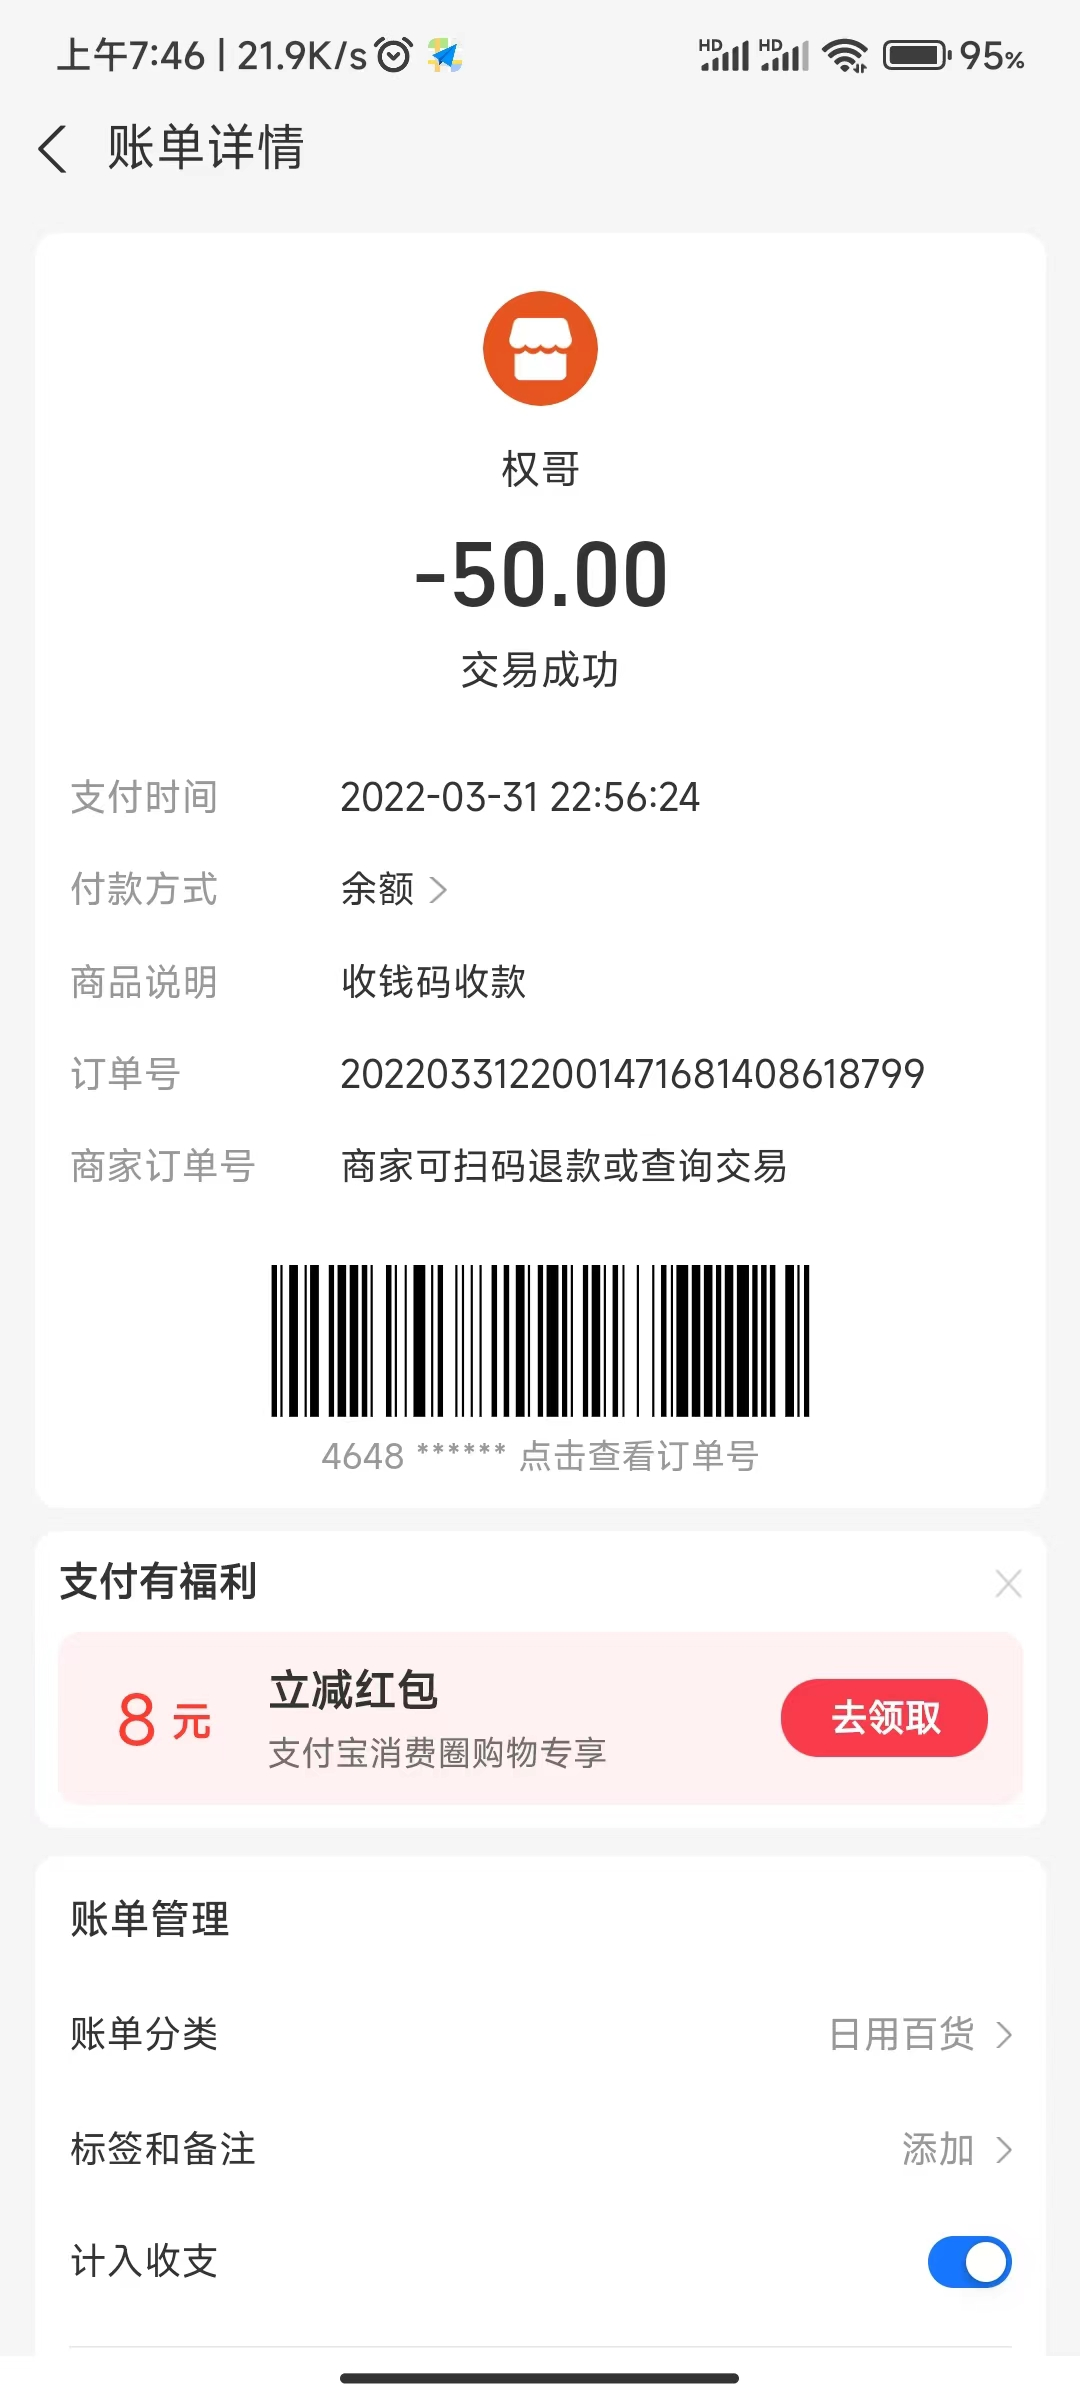 上午7:46 | 21.9K/s
HD HD 95%
账单详情
权哥
-50.00
交易成功
支付时间 2022-03-31 22:56:24
付款方式 余额
商品说明 收钱码收款
订单号 2022033122001471681408618799
商家订单号 商家可扫码退款或查询交易
4648 ****** 点击查看订单号
支付有福利
8 元 立减红包
支付宝消费圈购物专享
去领取
账单管理
账单分类 日用百货
标签和备注 添加
计入收支